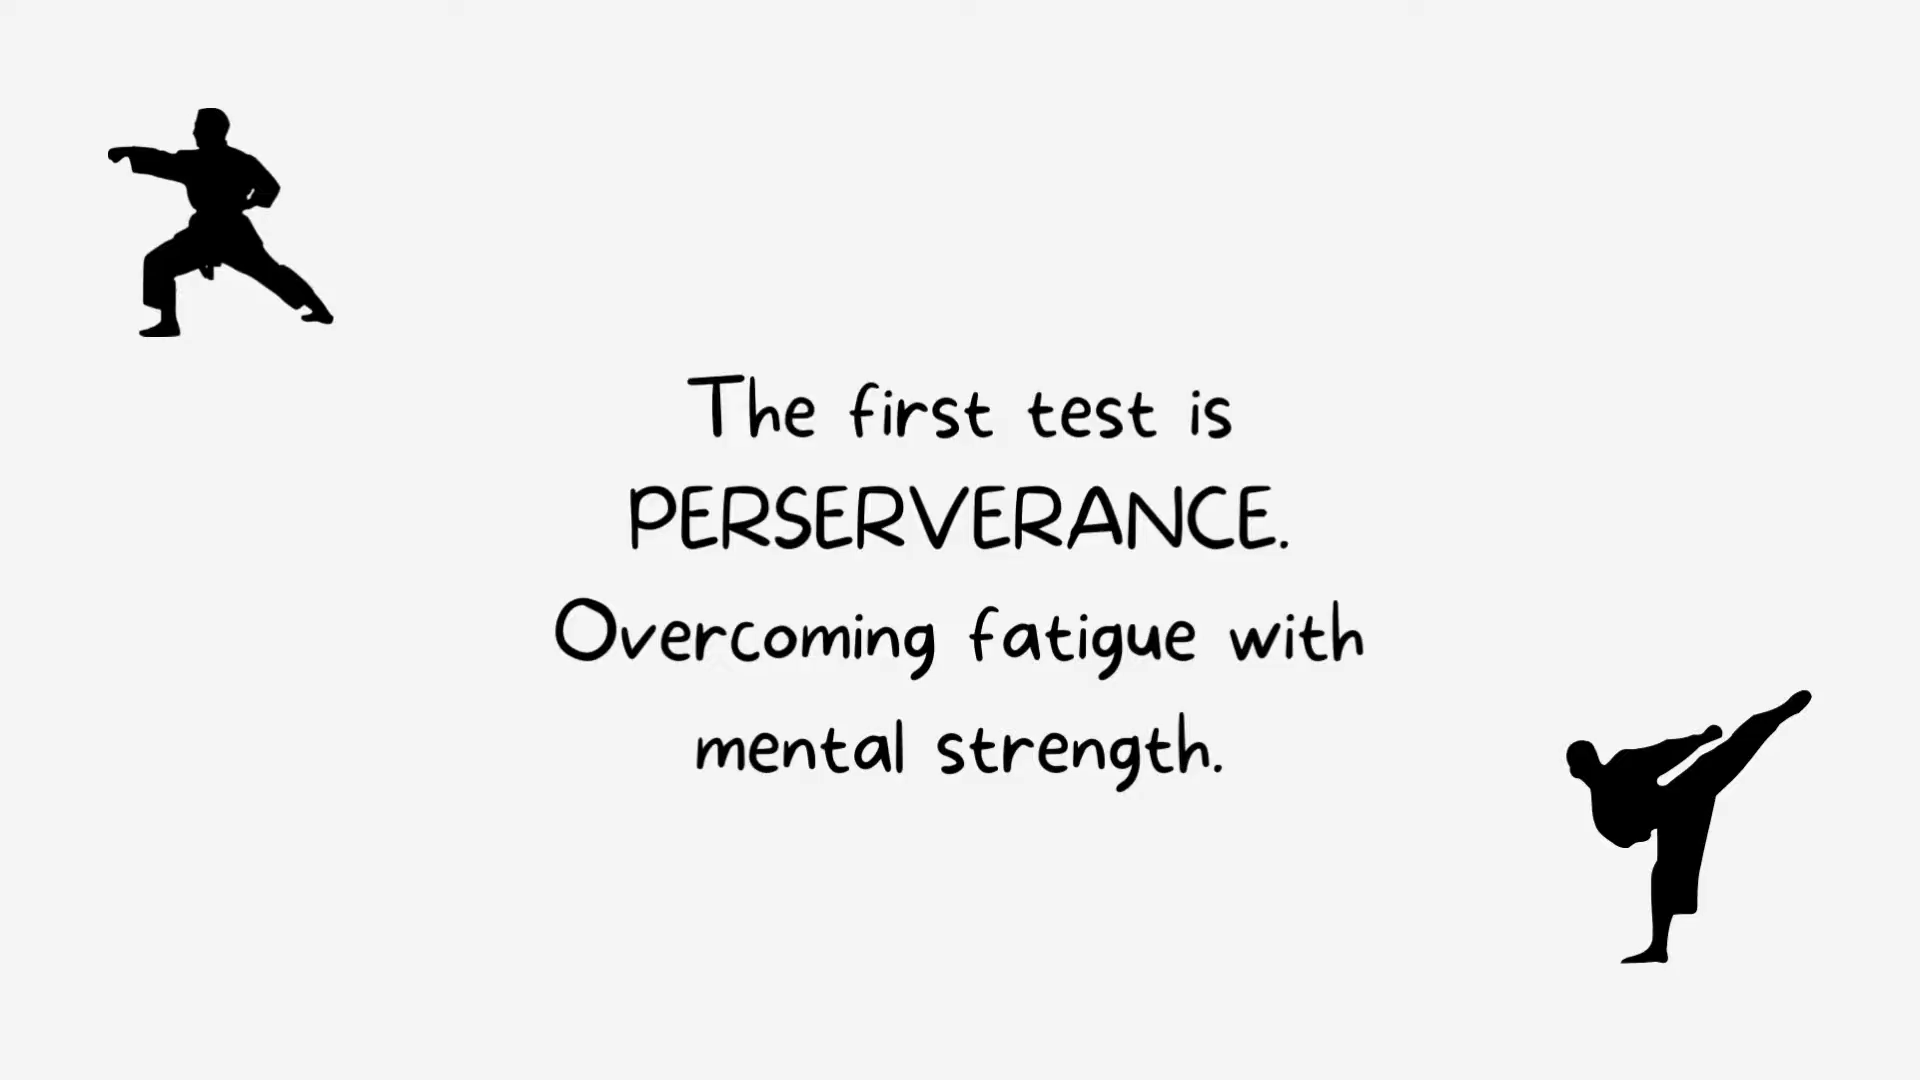 The first test is
PERSERVERANCE.
Overcoming fatigue with
mental strength.